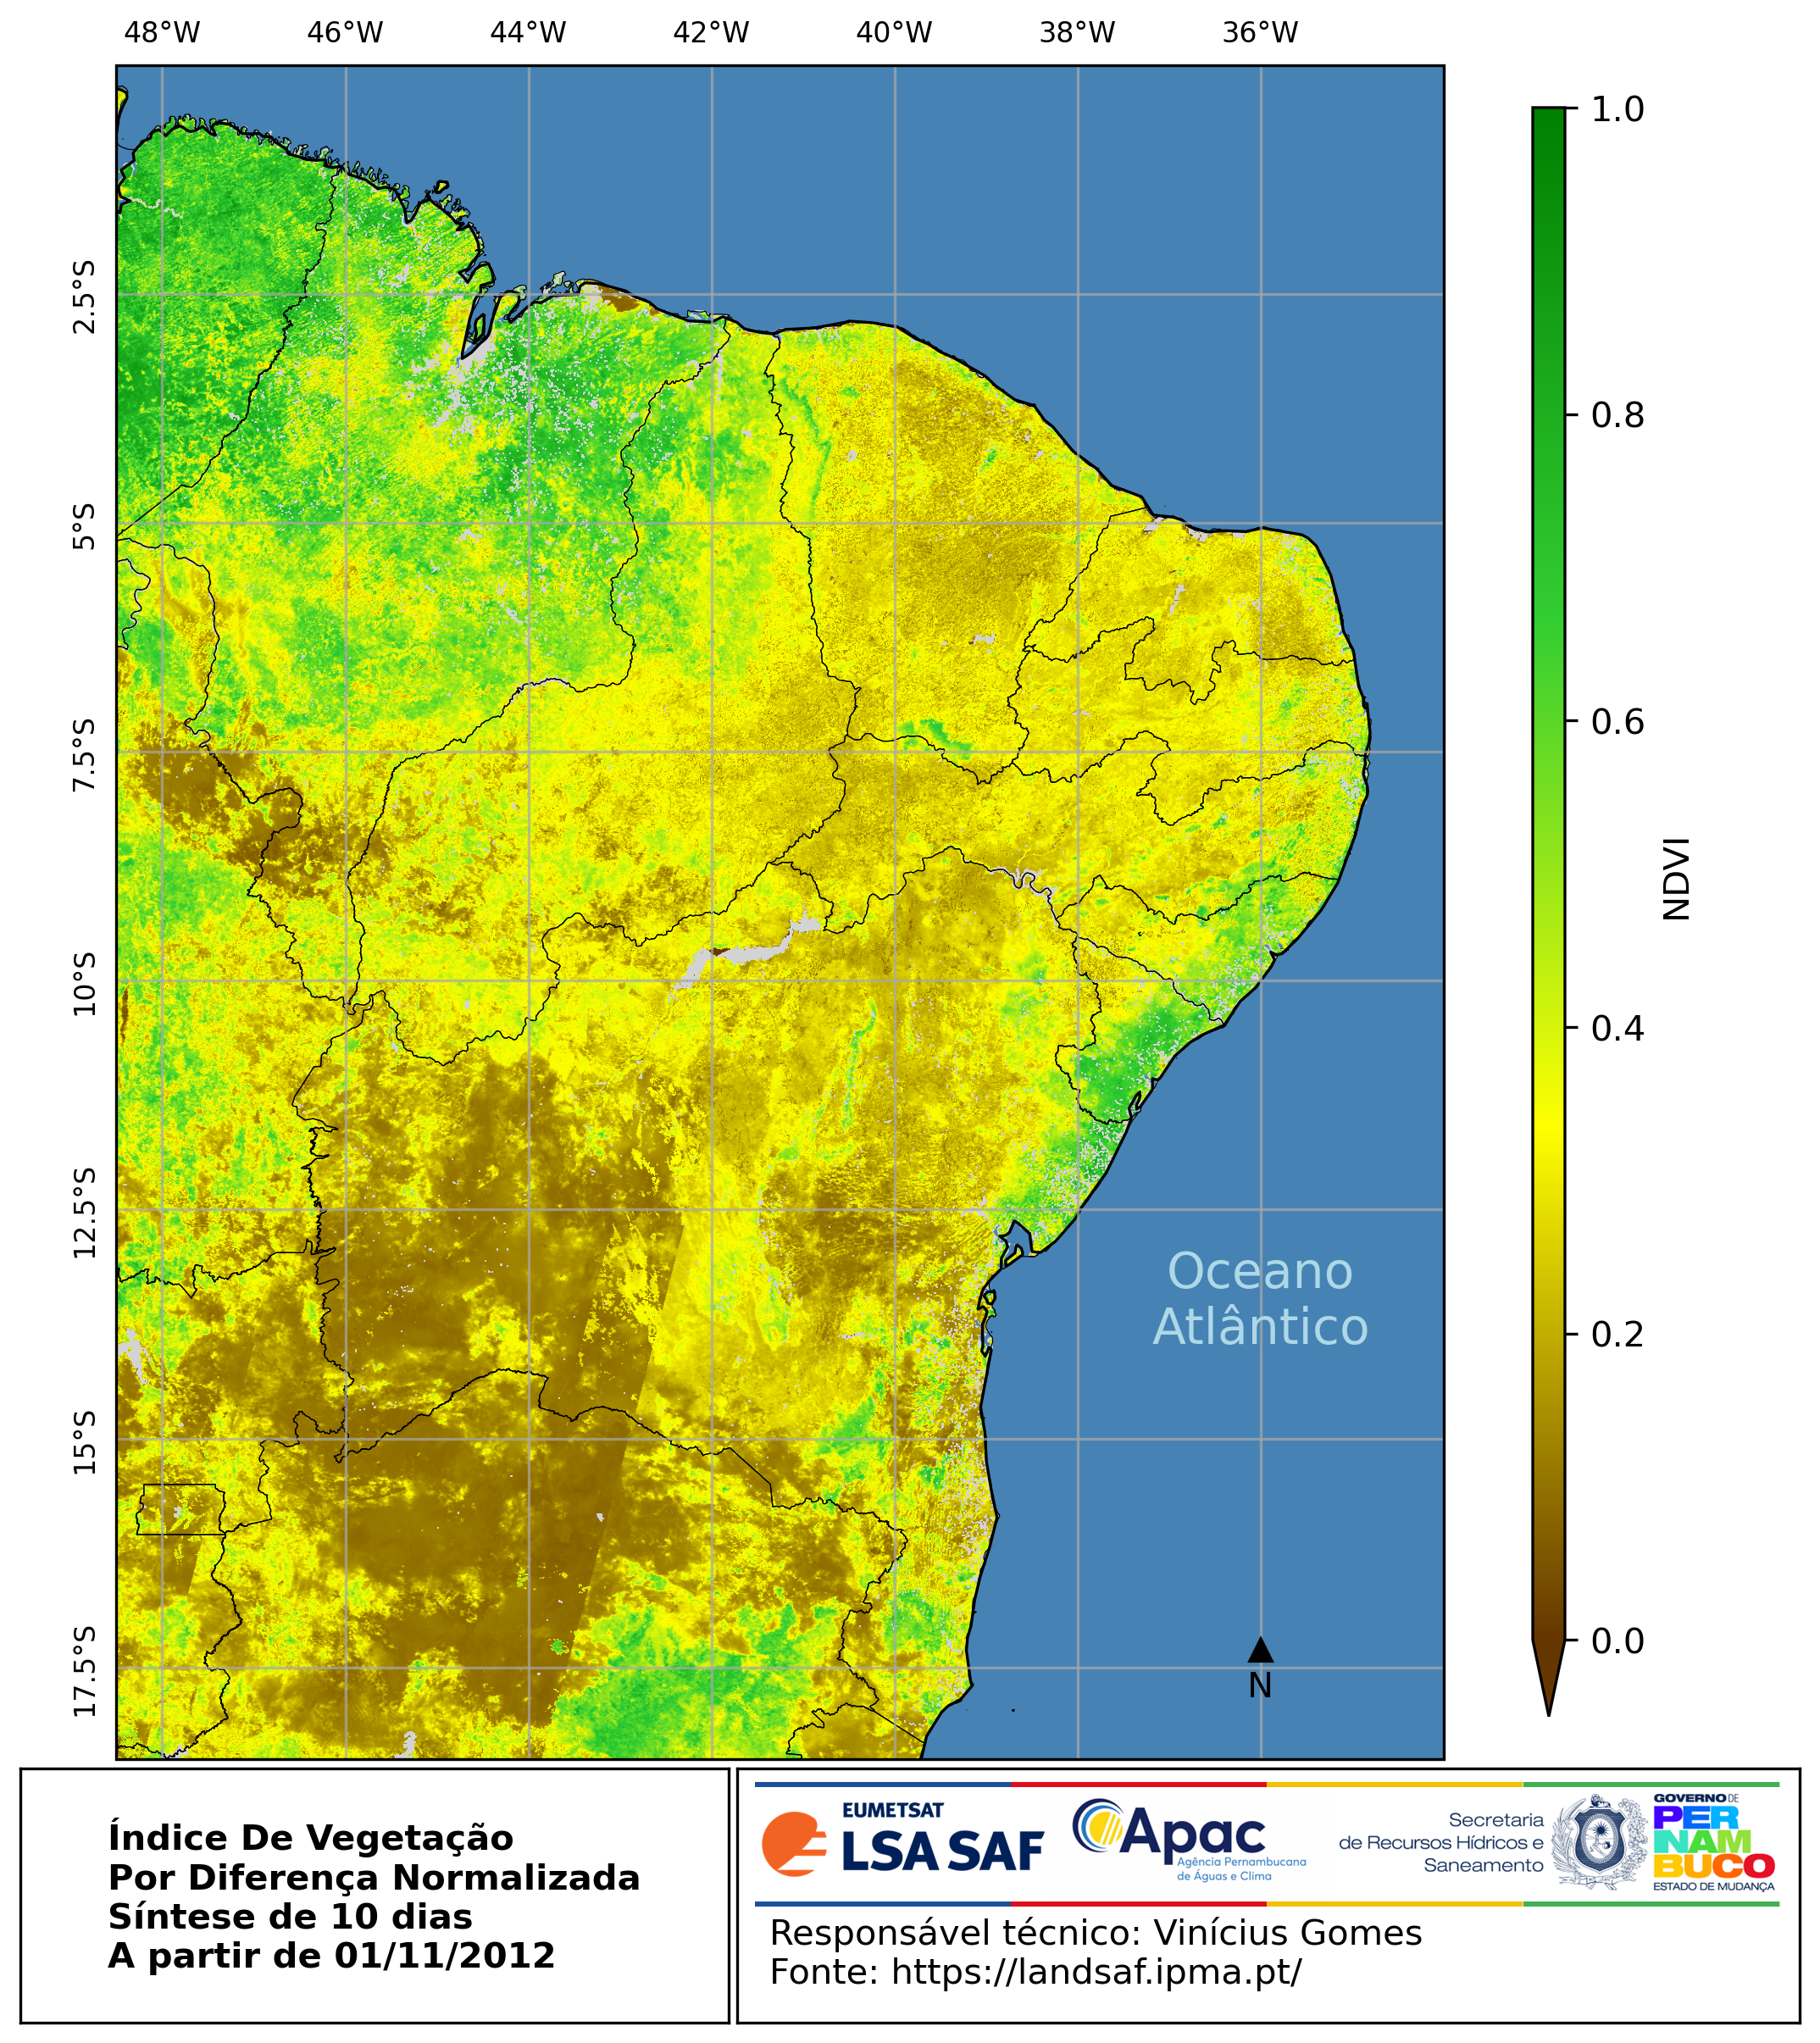 48°W 46°W 44°W 42°W 40°W 38°W 36°W
2.5°S
5°S
7.5°S
10°S
12.5°S
15°S
17.5°S
Oceano
Atlântico
N
1.0
0.8
0.6
0.4
0.2
0.0
NDVI
Índice De Vegetação
Por Diferença Normalizada
Síntese de 10 dias
A partir de 01/11/2012
EUMETSAT
LSA SAF
Apac
Agência Pernambucana
de Águas e Clima
Secretaria
de Recursos Hídricos e
Saneamento
GOVERNO DE
PER
NAM
BUCO
ESTADO DE MUDANÇA
Responsável técnico: Vinícius Gomes
Fonte: https://landsaf.ipma.pt/